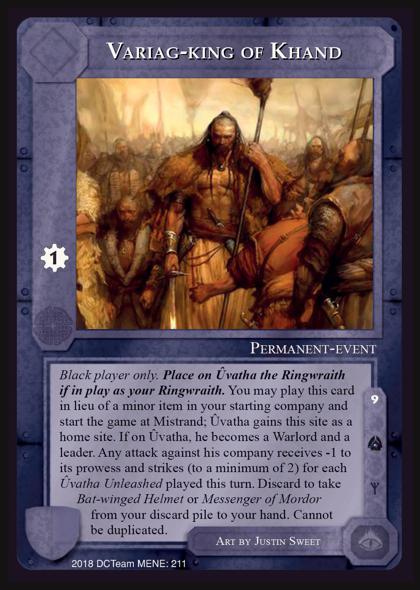 Variag-king of Khand
1
Permanent-event
Black player only. Place on Ûvatha the Ringwraith
if in play as your Ringwraith. You may play this card
in lieu of a minor item in your starting company and
start the game at Mistrand; Ûvatha gains this site as a
home site. If on Ûvatha, he becomes a Warlord and a
leader. Any attack against his company receives -1 to
its prowess and strikes (to a minimum of 2) for each
Ûvatha Unleashed played this turn. Discard to take
Bat-winged Helmet or Messenger of Mordor
from your discard pile to your hand. Cannot
be duplicated.
9
Art by Justin Sweet
2018 DCTeam MENE: 211